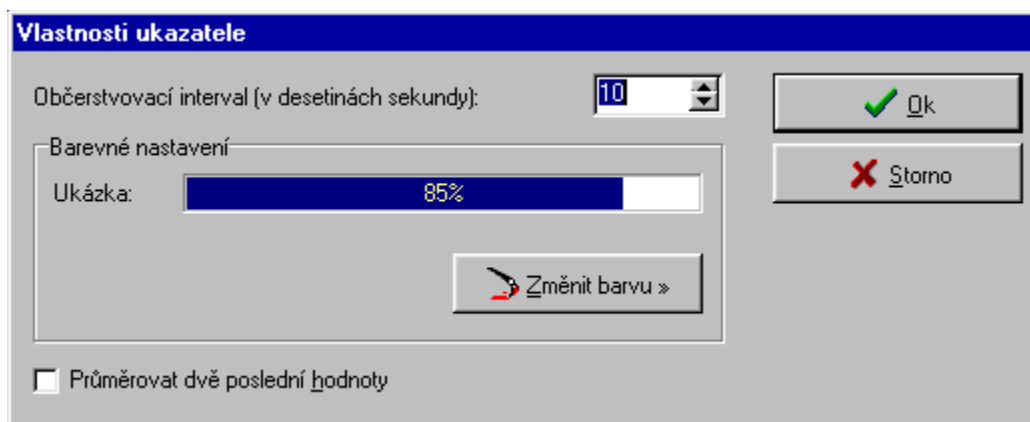 Vlastnosti ukazatele
Občerstvovací interval (v desetinách sekundy): 10
Ok
Barevné nastavení
Storno
Ukázka: 85%
Změnit barvu »
Průměrovat dvě poslední hodnoty